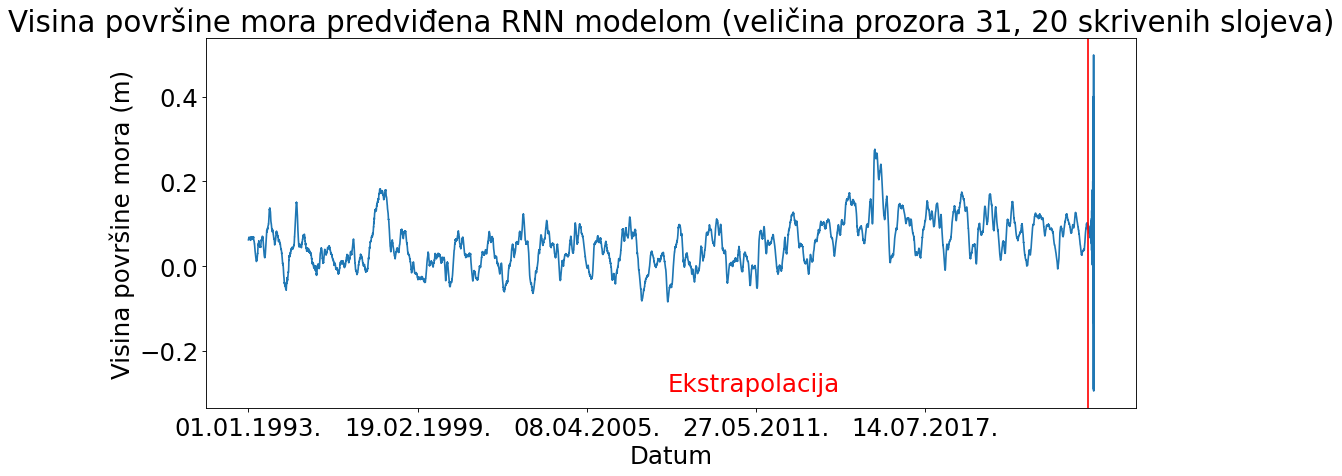 Visina površine mora predviđena RNN modelom (veličina prozora 31, 20 skrivenih slojeva)
Visina površine mora (m)
0.4
0.2
0.0
−0.2
Ekstrapolacija
01.01.1993. 19.02.1999. 08.04.2005. 27.05.2011. 14.07.2017.
Datum